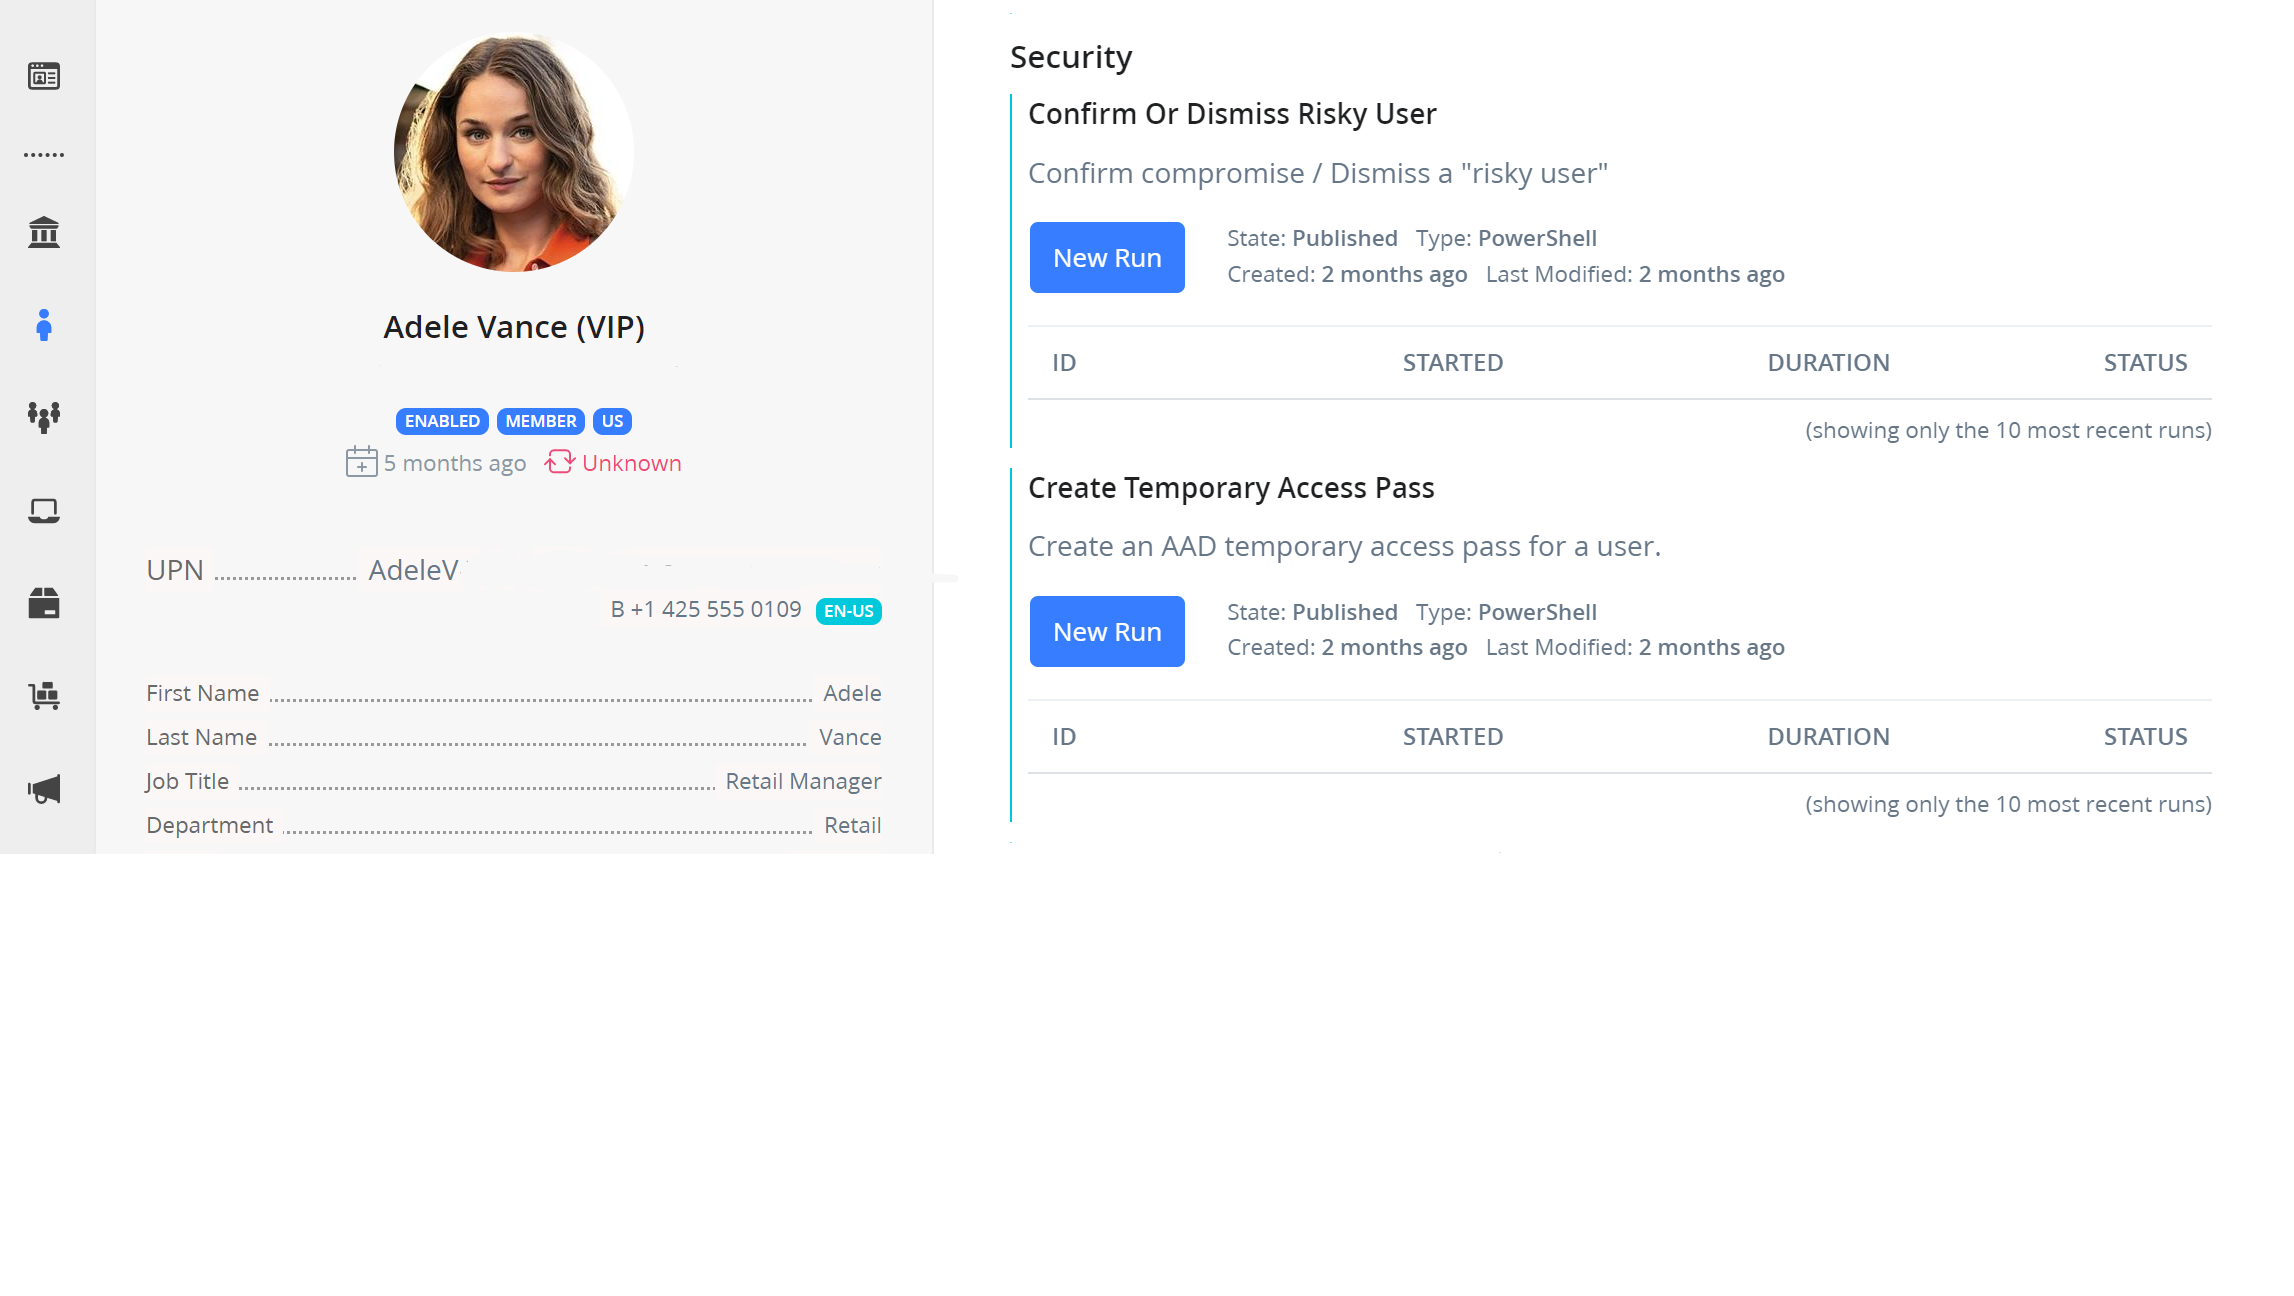 Adele Vance (VIP)
ENABLED MEMBER US
5 months ago Unknown
UPN AdeleV
B +1 425 555 0109 EN-US
First Name Adele
Last Name Vance
Job Title Retail Manager
Department Retail
Security
Confirm Or Dismiss Risky User
Confirm compromise / Dismiss a "risky user"
New Run
State: Published Type: PowerShell
Created: 2 months ago Last Modified: 2 months ago
ID STARTED DURATION STATUS
(showing only the 10 most recent runs)
Create Temporary Access Pass
Create an AAD temporary access pass for a user.
New Run
State: Published Type: PowerShell
Created: 2 months ago Last Modified: 2 months ago
ID STARTED DURATION STATUS
(showing only the 10 most recent runs)